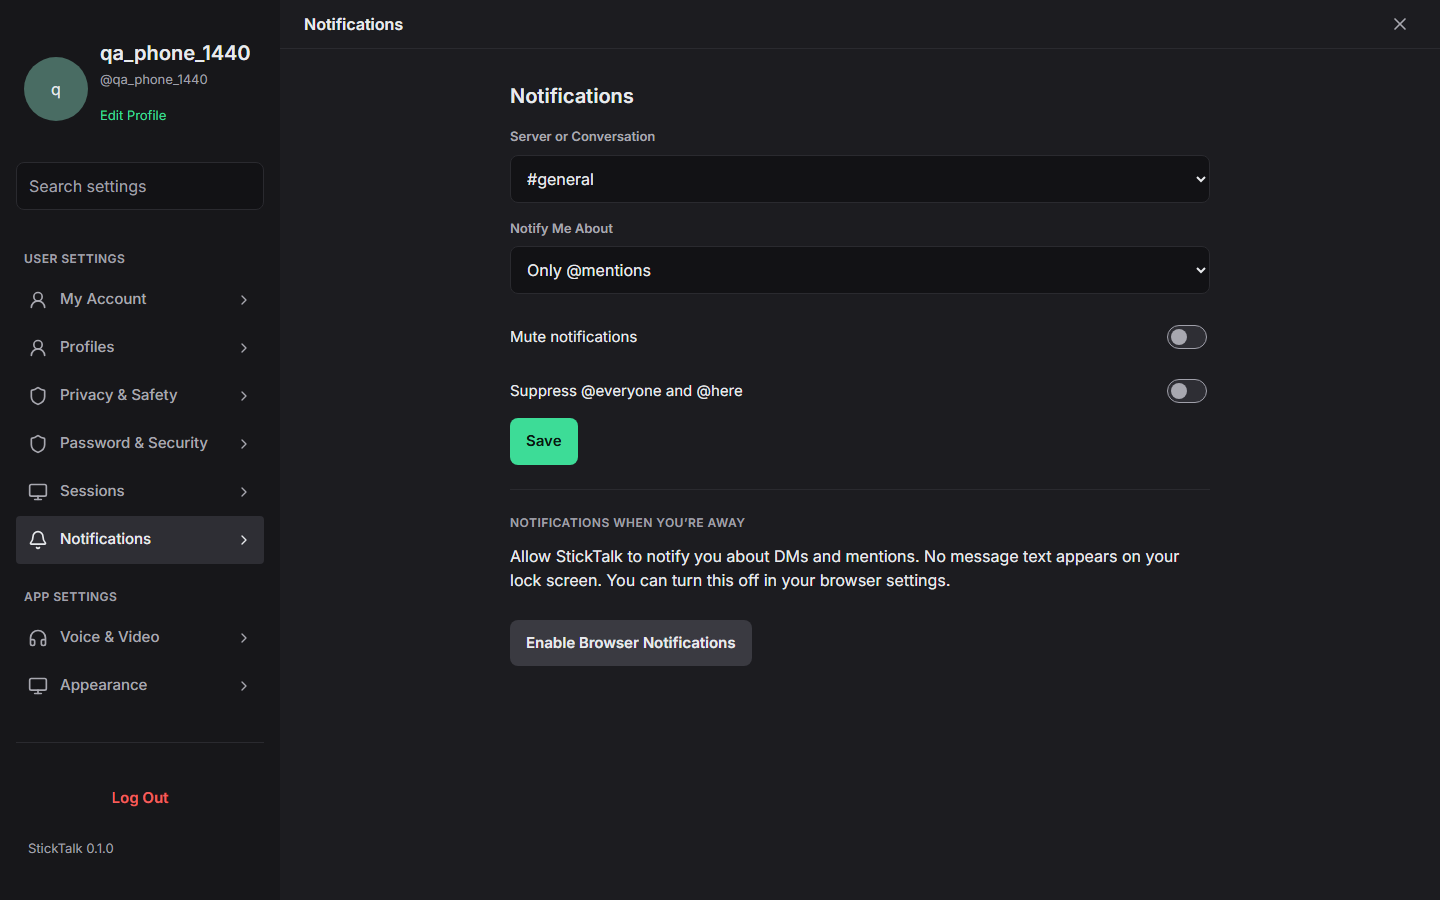 qa_phone_1440
@qa_phone_1440
q
Edit Profile
Search settings
USER SETTINGS
My Account
Profiles
Privacy & Safety
Password & Security
Sessions
Notifications
APP SETTINGS
Voice & Video
Appearance
Log Out
StickTalk 0.1.0
Notifications
Notifications
Server or Conversation
#general
Notify Me About
Only @mentions
Mute notifications
Suppress @everyone and @here
Save
NOTIFICATIONS WHEN YOU'RE AWAY
Allow StickTalk to notify you about DMs and mentions. No message text appears on your
lock screen. You can turn this off in your browser settings.
Enable Browser Notifications